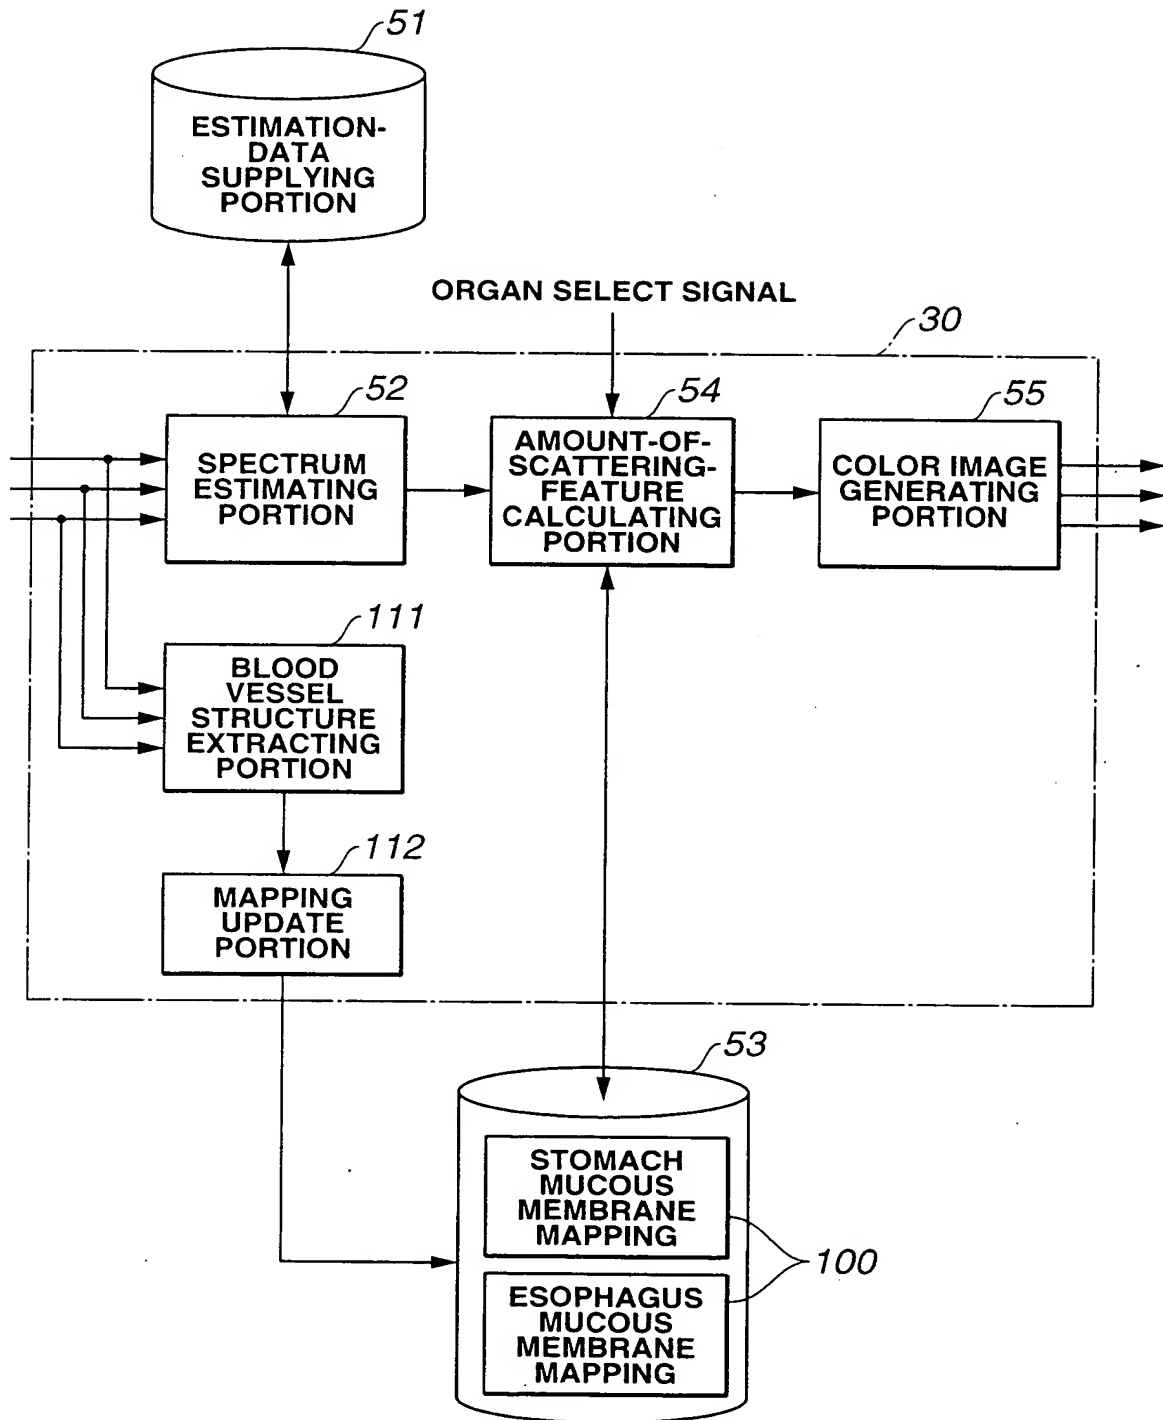 51
ESTIMATION-
DATA
SUPPLYING
PORTION
ORGAN SELECT SIGNAL
30
52
SPECTRUM
ESTIMATING
PORTION
54
AMOUNT-OF-
SCATTERING-
FEATURE
CALCULATING
PORTION
55
COLOR IMAGE
GENERATING
PORTION
111
BLOOD
VESSEL
STRUCTURE
EXTRACTING
PORTION
112
MAPPING
UPDATE
PORTION
53
STOMACH
MUCOUS
MEMBRANE
MAPPING
100
ESOPHAGUS
MUCOUS
MEMBRANE
MAPPING